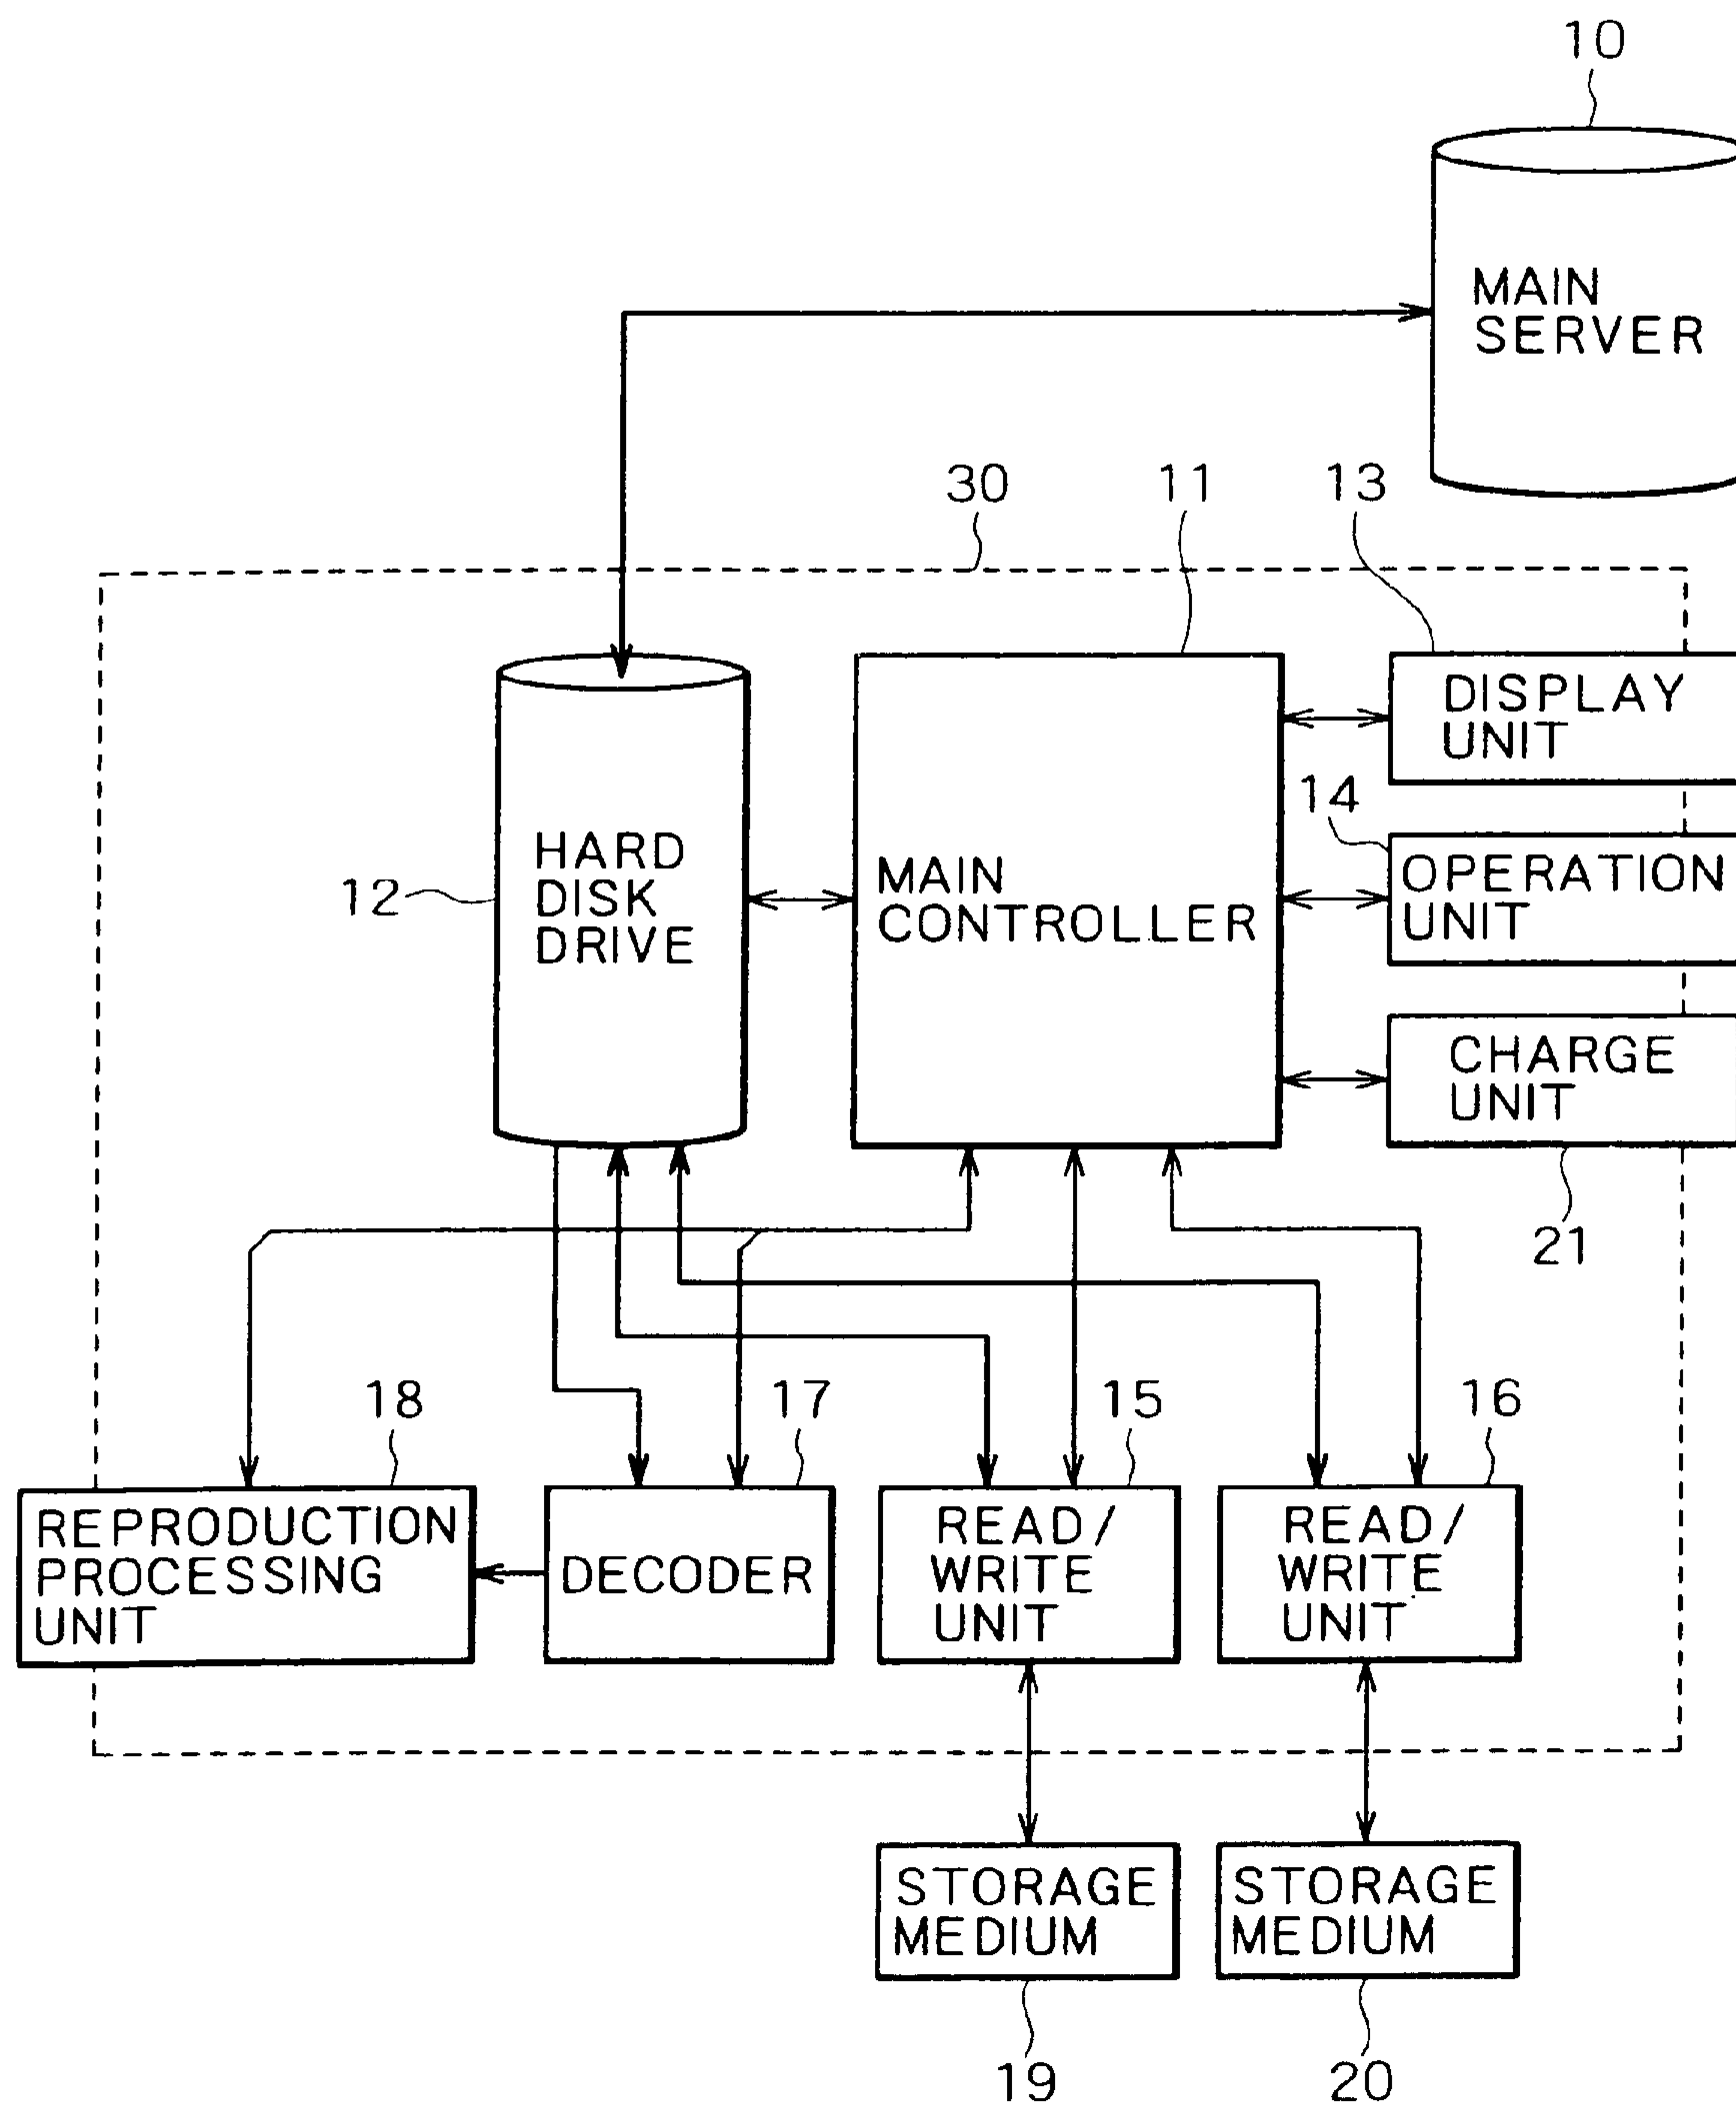 10
MAIN
SERVER
30
11
13
DISPLAY
UNIT
14
HARD
DISK
DRIVE
12
MAIN
CONTROLLER
OPERATION
UNIT
CHARGE
UNIT
21
18
17
15
16
REPRODUCTION
PROCESSING
UNIT
DECODER
READ/
WRITE
UNIT
READ/
WRITE
UNIT
STORAGE
MEDIUM
STORAGE
MEDIUM
19
20